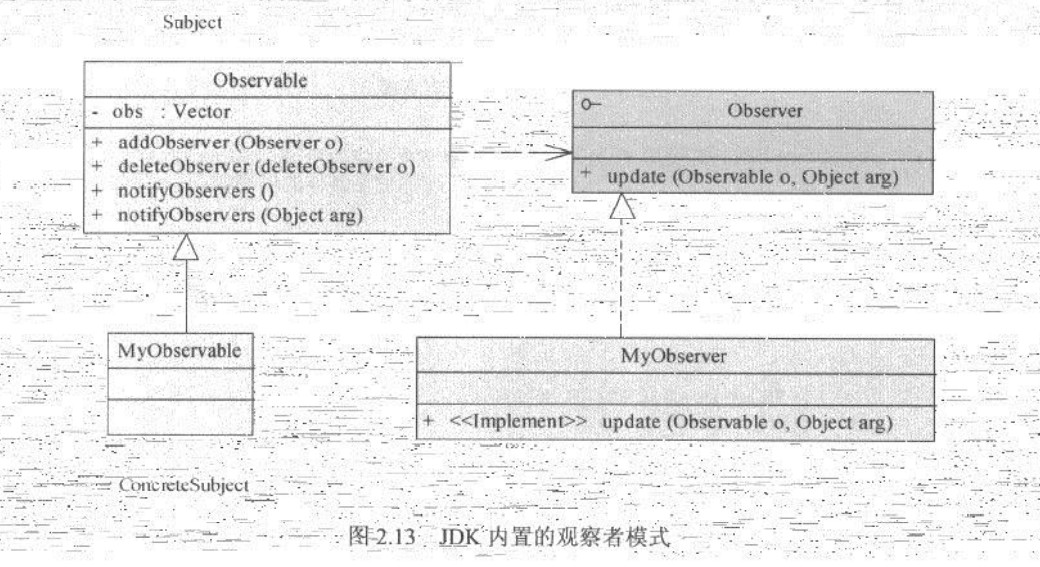 Subject
Observable
- obs : Vector
+ addObserver (Observer o)
+ deleteObserver (deleteObserver o)
+ notifyObservers ()
+ notifyObservers (Object arg)
Observer
+ update (Observable o, Object arg)
MyObservable
MyObserver
+ <<Implement>> update (Observable o, Object arg)
ConcreteSubject
图 2.13 JDK 内置的观察者模式